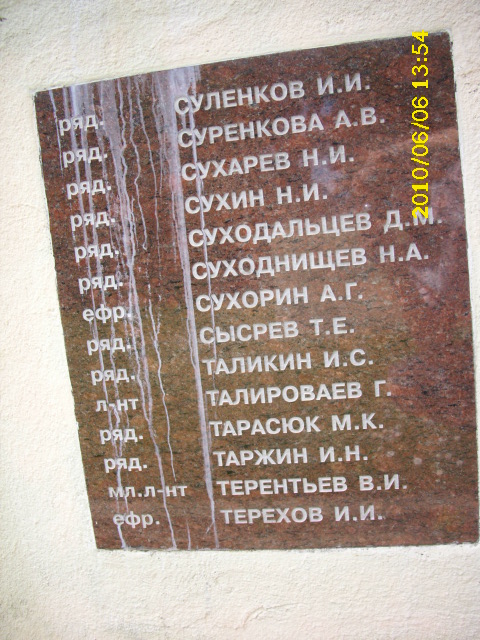 ряд. СУЛЕНКОВ И.И.
ряд. СУРЕНКОВА А.В.
ряд. СУХАРЕВ Н.И.
ряд. СУХИН Н.И.
ряд. СУХОДАЛЬЦЕВ Д.М.
ряд. СУХОДНИЩЕВ Н.А.
ефр. СУХОРИН А.Г.
ряд. СЫСРЕВ Т.Е.
ряд. ТАЛИКИН И.С.
л-нт ТАЛИРОВАЕВ Г.
ряд. ТАРАСЮК М.К.
ряд. ТАРЖИН И.Н.
мл.л-нт ТЕРЕНТЬЕВ В.И.
ефр. ТЕРЕХОВ И.И.
2010/06/06 13:54